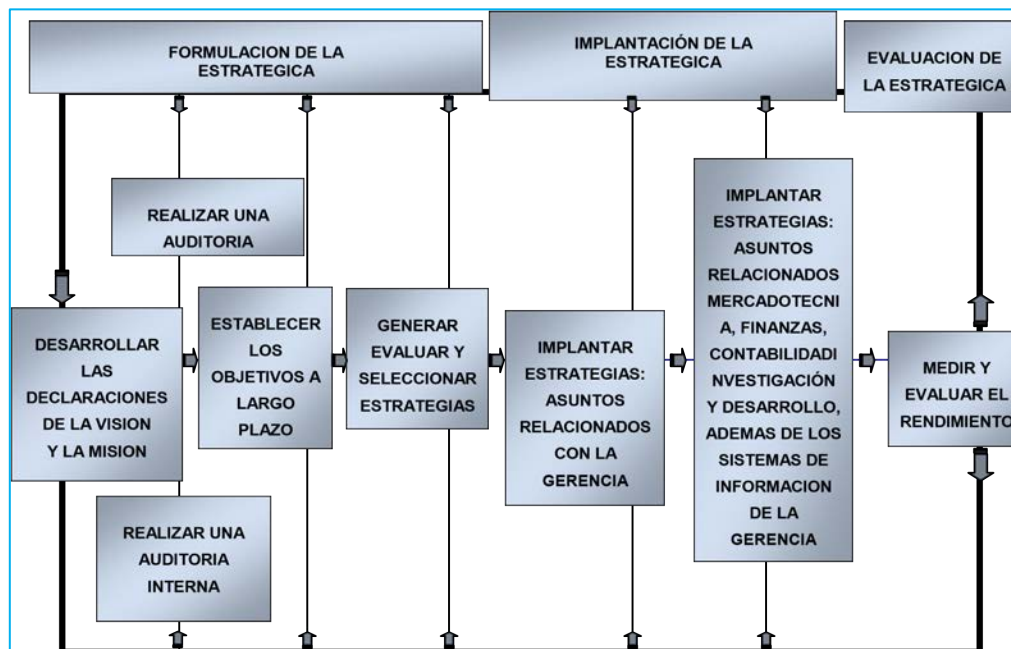 FORMULACION DE LA
ESTRATEGICA
IMPLANTACIÓN DE LA
ESTRATEGICA
EVALUACION DE
LA ESTRATEGICA
REALIZAR UNA
AUDITORIA
DESARROLLAR
LAS
DECLARACIONES
DE LA VISION
Y LA MISION
REALIZAR UNA
AUDITORIA
INTERNA
ESTABLECER
LOS
OBJETIVOS A
LARGO
PLAZO
GENERAR
EVALUAR Y
SELECCIONAR
ESTRATEGIAS
IMPLANTAR
ESTRATEGIAS:
ASUNTOS
RELACIONADOS
CON LA
GERENCIA
IMPLANTAR
ESTRATEGIAS:
ASUNTOS
RELACIONADOS
MERCADOTECNI
A, FINANZAS,
CONTABILIDADI
NVESTIGACIÓN
Y DESARROLLO,
ADEMAS DE LOS
SISTEMAS DE
INFORMACION
DE LA
GERENCIA
MEDIR Y
EVALUAR EL
RENDIMIENTO